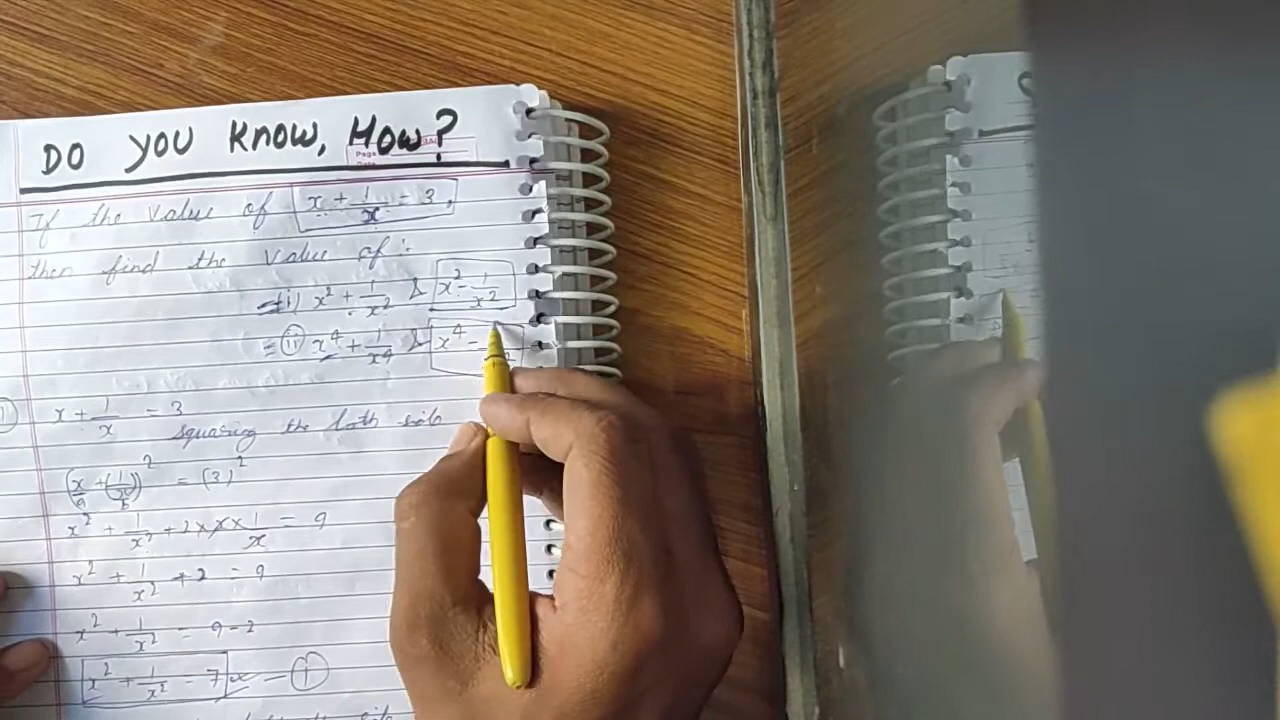 DO YOU KNOW, HOW?
Page
If the value of x + 1/x = 3,
then find the value of :-
(i) x² + 1/x² & x² - 1/x²
= (ii) x⁴ + 1/x⁴ & x⁴ -
x + 1/x = 3
squaring the both side
(x + (1/x))² = (3)²
a b
x² + 1/x² + 2 × x × 1/x = 9
x² + 1/x² + 2 = 9
x² + 1/x² = 9 - 2
x² + 1/x² = 7 — (i)